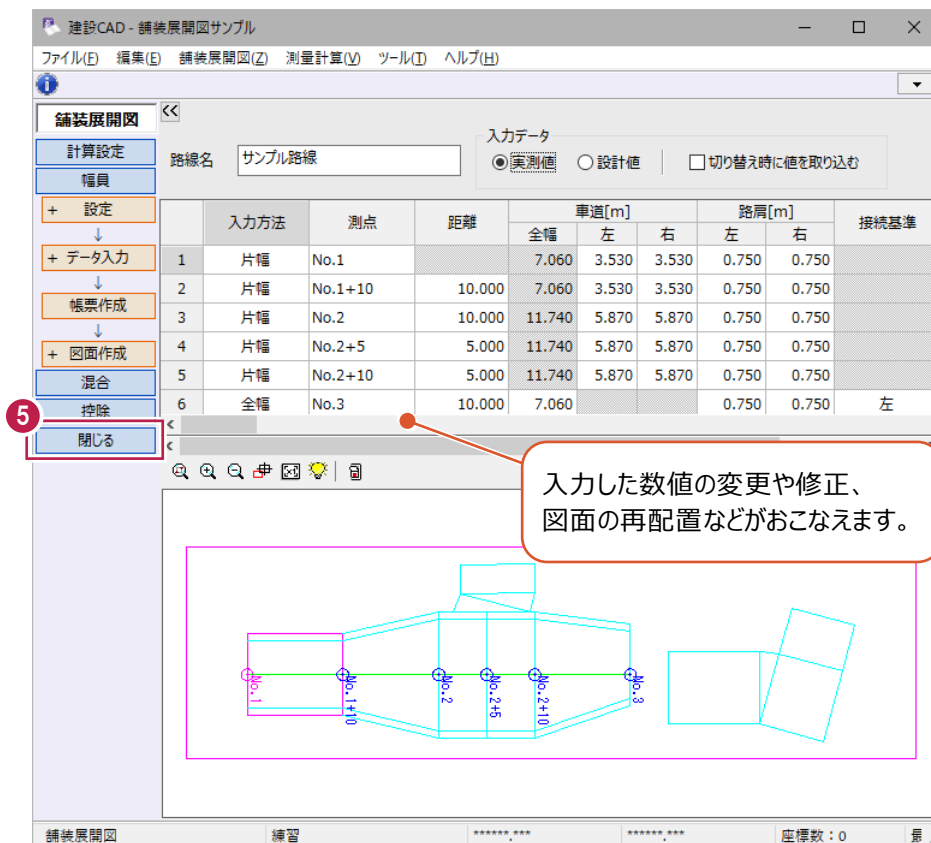 建設CAD - 舗装展開図サンプル
ファイル(F) 編集(E) 舗装展開図(Z) 測量計算(V) ツール(T) ヘルプ(H)
舗装展開図
<<
計算設定
幅員
+ 設定
↓
+ データ入力
↓
帳票作成
↓
+ 図面作成
混合
控除
5
閉じる
路線名 サンプル路線
入力データ
実測値 設計値 切り替え時に値を取り込む
入力方法 測点 距離 車道[m] 路肩[m] 接続基準
全幅 左 右 左 右
1 片幅 No.1 7.060 3.530 3.530 0.750 0.750
2 片幅 No.1+10 10.000 7.060 3.530 3.530 0.750 0.750
3 片幅 No.2 10.000 11.740 5.870 5.870 0.750 0.750
4 片幅 No.2+5 5.000 11.740 5.870 5.870 0.750 0.750
5 片幅 No.2+10 5.000 11.740 5.870 5.870 0.750 0.750
6 全幅 No.3 10.000 7.060 0.750 0.750 左
入力した数値の変更や修正、
図面の再配置などがおこなえます。
No.1
No.1+10
No.2
No.2+5
No.2+10
No.3
舗装展開図 練習 ******.*** ******.*** 座標数：0